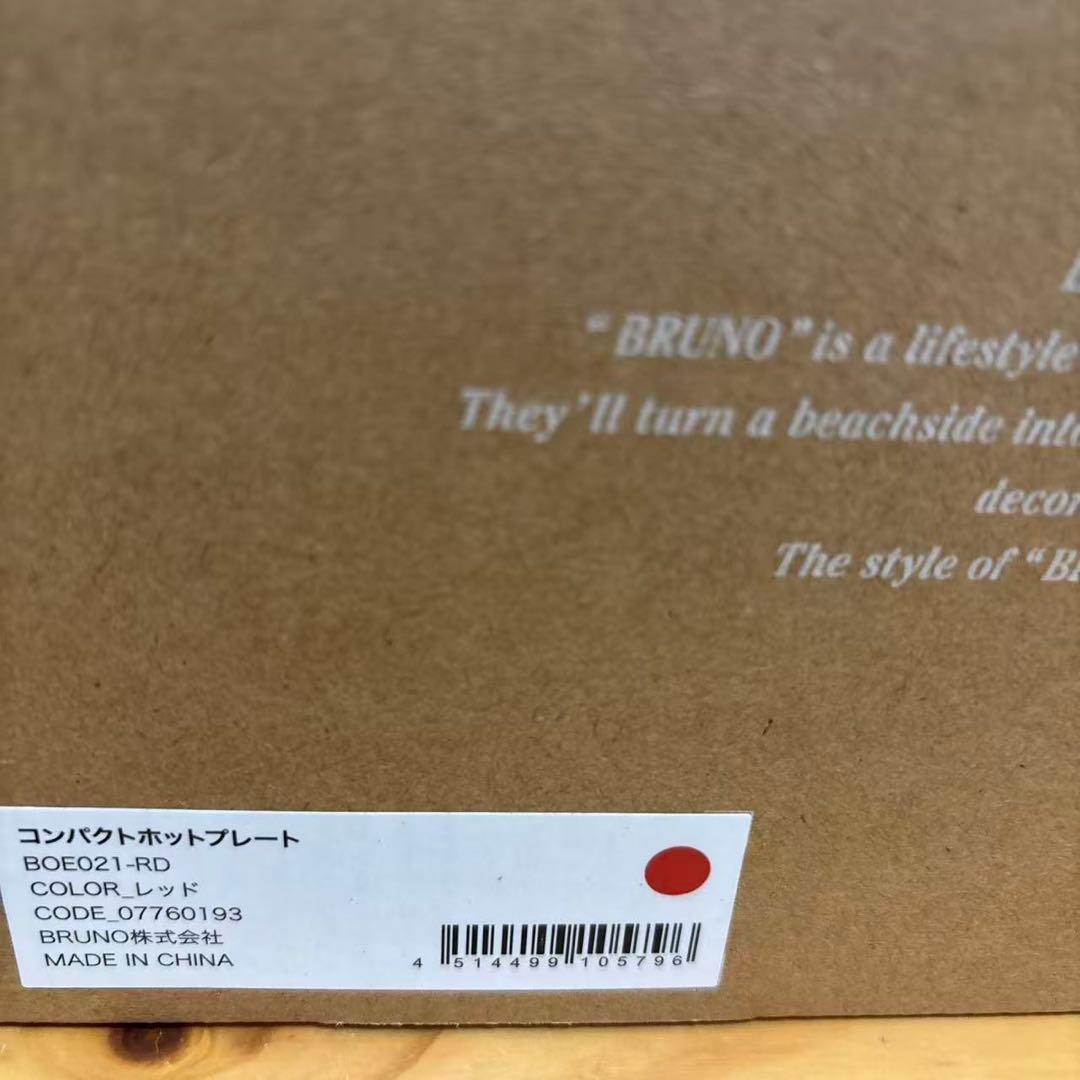 “BRUNO” is a lifestyle
They’ll turn a beachside
The style of “
コンパクトホットプレート
BOE021-RD
COLOR_レッド
CODE_07760193
BRUNO株式会社
MADE IN CHINA
4 514499 105796